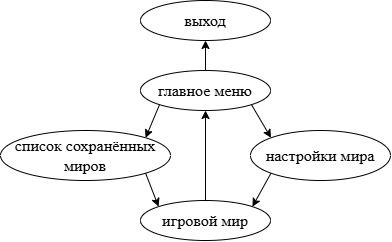 выход
главное меню
список сохранённых
миров
настройки мира
игровой мир